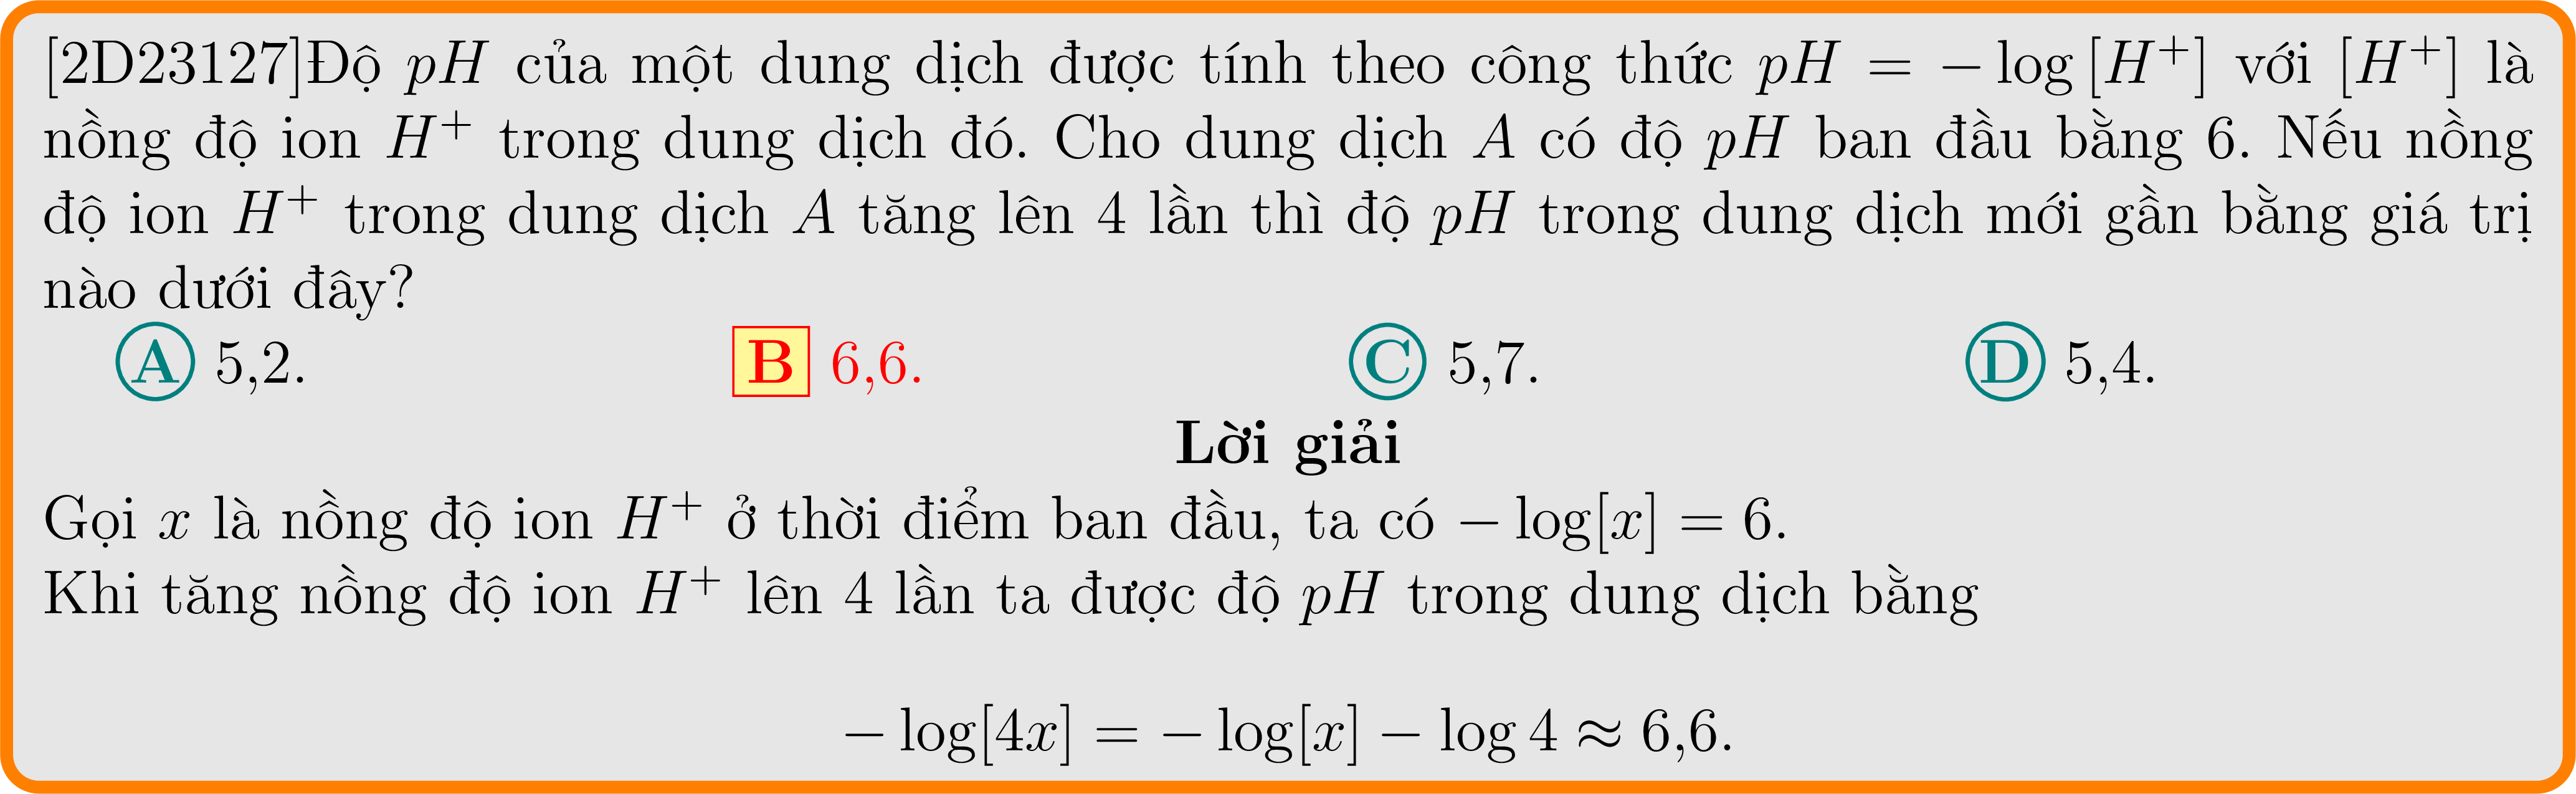 [2D23127]Độ pH của một dung dịch được tính theo công thức pH = − log [H⁺] với [H⁺] là
nồng độ ion H⁺ trong dung dịch đó. Cho dung dịch A có độ pH ban đầu bằng 6. Nếu nồng
độ ion H⁺ trong dung dịch A tăng lên 4 lần thì độ pH trong dung dịch mới gần bằng giá trị
nào dưới đây?
A 5,2. B 6,6. C 5,7. D 5,4.
Lời giải
Gọi x là nồng độ ion H⁺ ở thời điểm ban đầu, ta có − log[x] = 6.
Khi tăng nồng độ ion H⁺ lên 4 lần ta được độ pH trong dung dịch bằng
− log[4x] = − log[x] − log 4 ≈ 6,6.